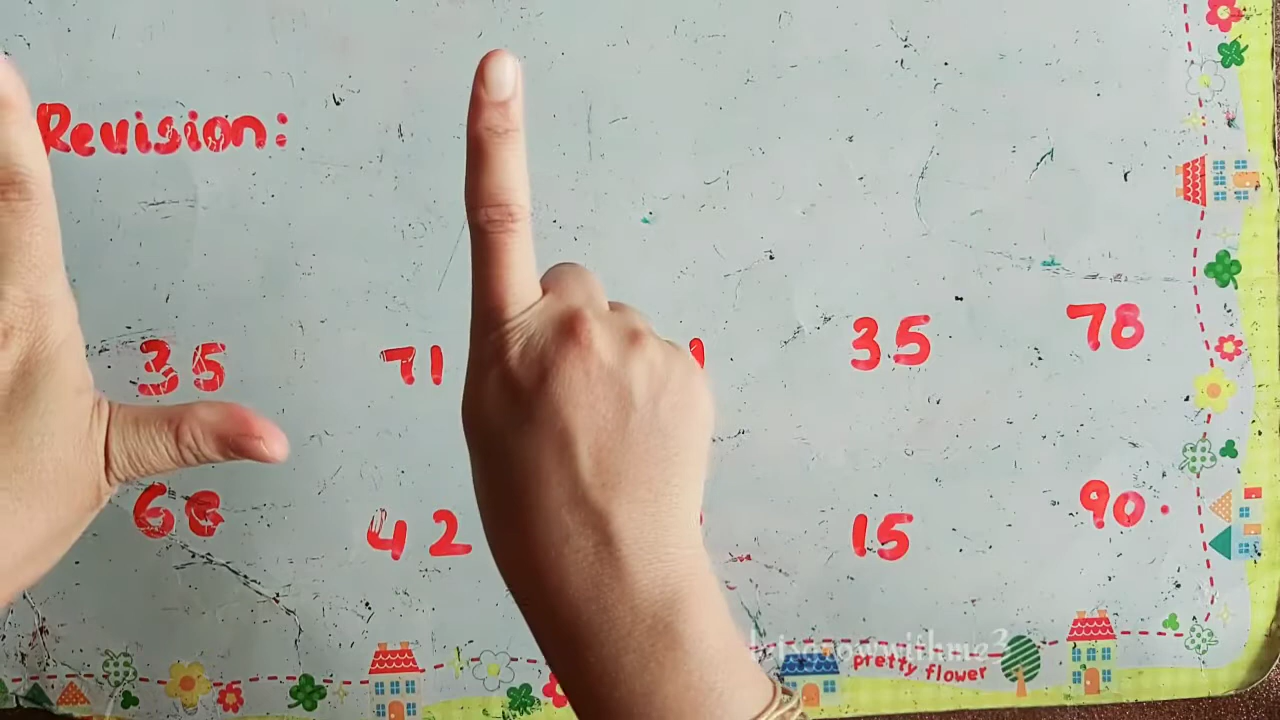 Revision:
35 71 35 78
66 42 15 90.
pretty flower